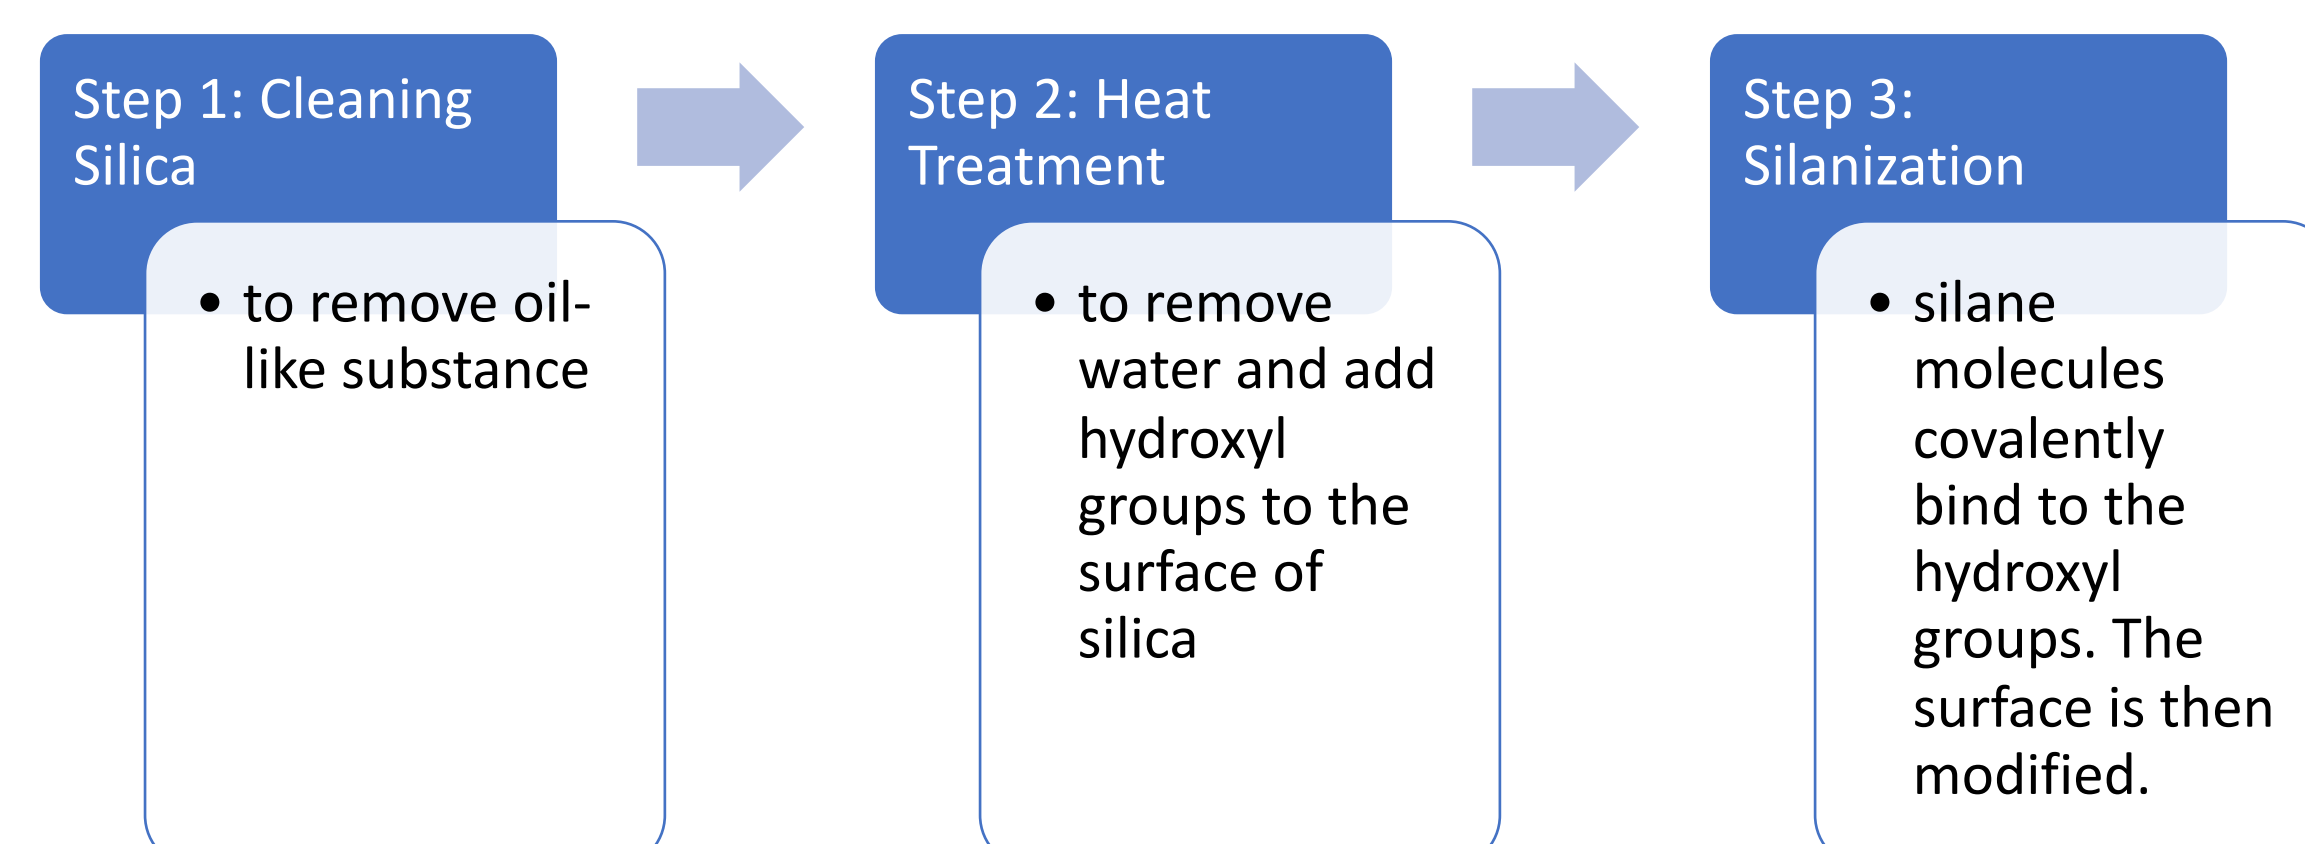 Step 1: Cleaning
Silica
• to remove oil-
like substance
Step 2: Heat
Treatment
• to remove
water and add
hydroxyl
groups to the
surface of
silica
Step 3:
Silanization
• silane
molecules
covalently
bind to the
hydroxyl
groups. The
surface is then
modified.